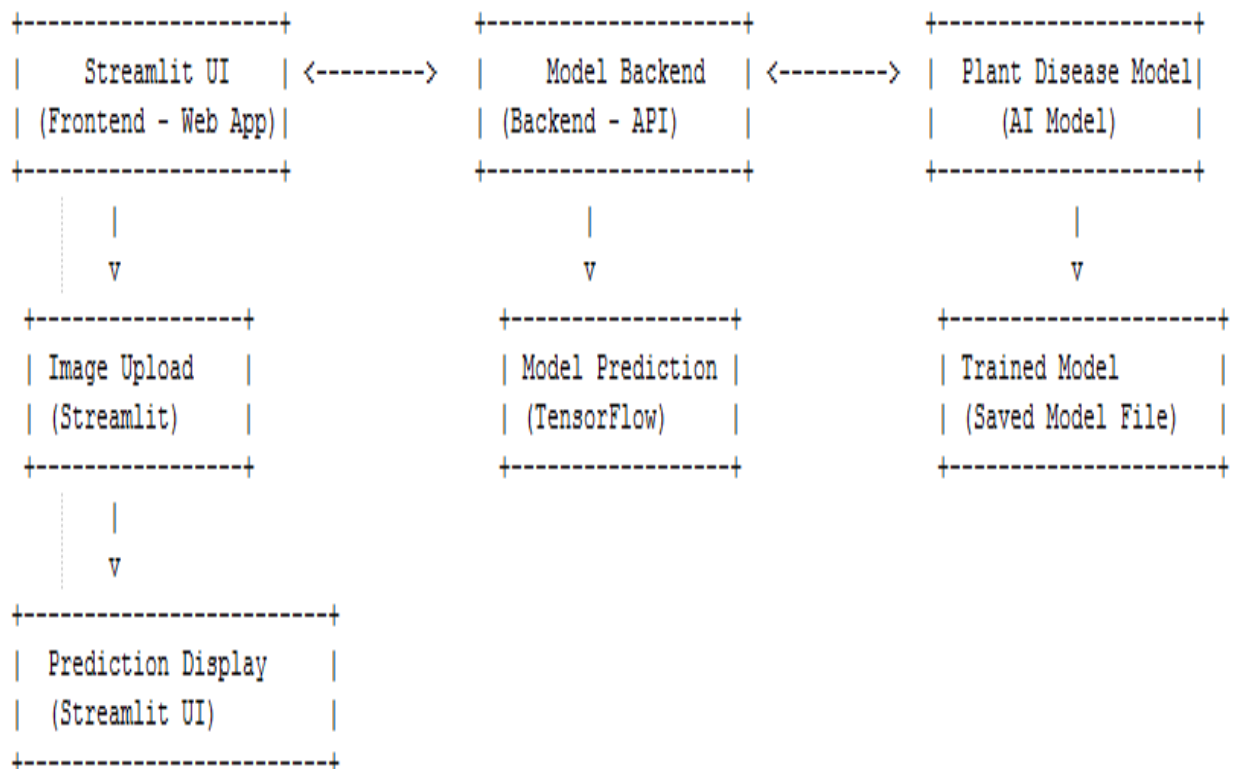 +---------------------+ +---------------------+ +---------------------+
| Streamlit UI | <---------> | Model Backend | <---------> | Plant Disease Model|
| (Frontend - Web App)| | (Backend - API) | | (AI Model) |
+---------------------+ +---------------------+ +---------------------+
| | |
v v v
+-----------------+ +------------------+ +----------------------+
| Image Upload | | Model Prediction | | Trained Model |
| (Streamlit) | | (TensorFlow) | | (Saved Model File) |
+-----------------+ +------------------+ +----------------------+
|
v
+-------------------------+
| Prediction Display |
| (Streamlit UI) |
+-------------------------+